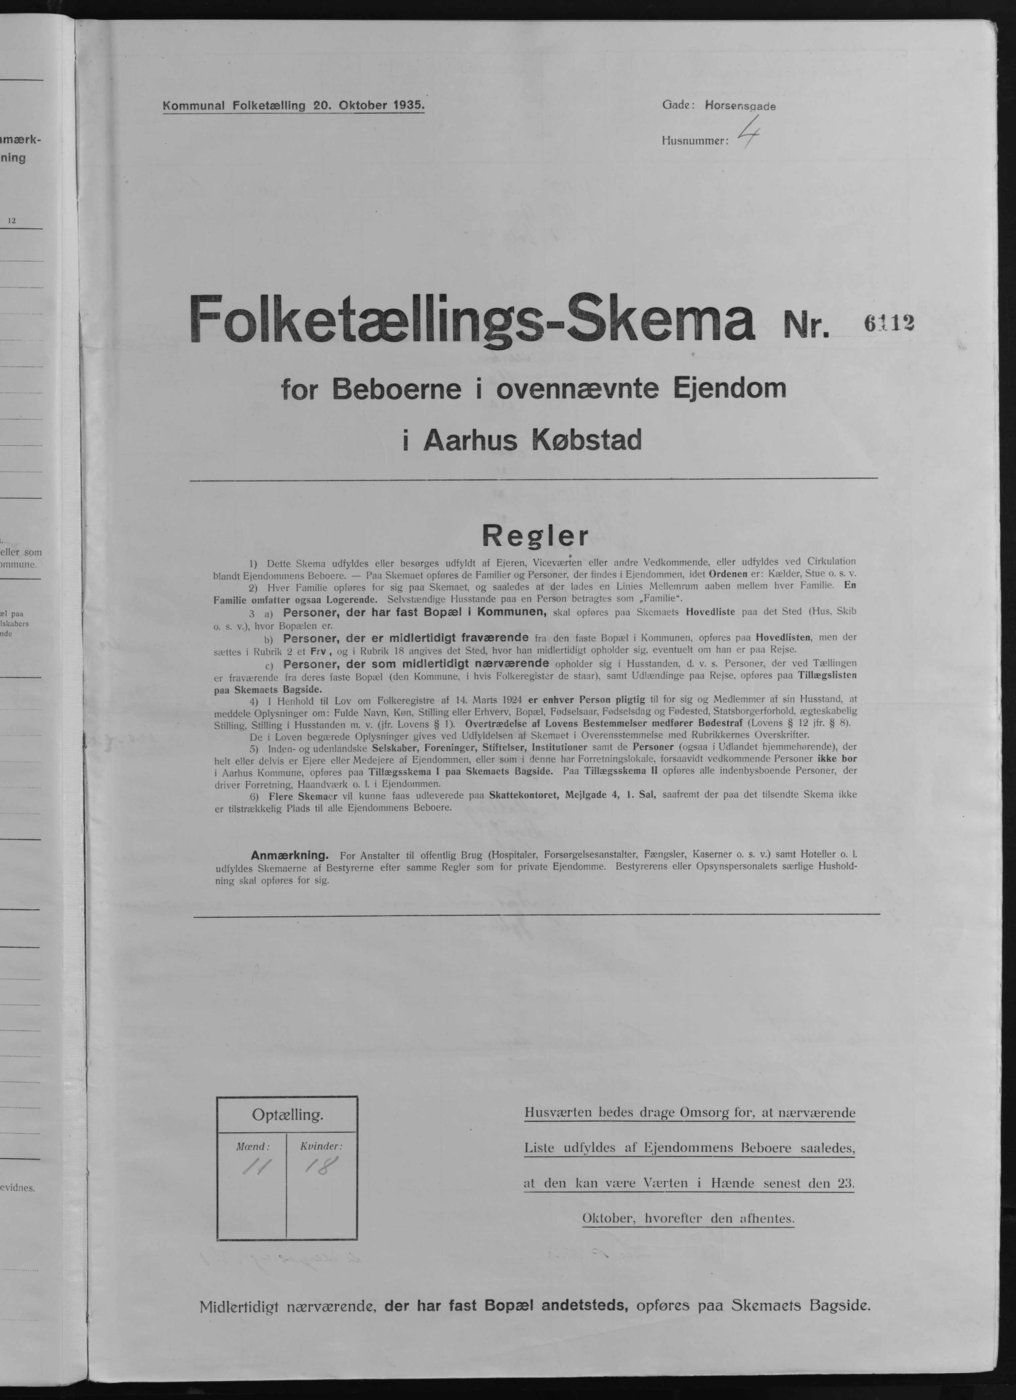 mærk-
ning
12
eller som
ommune.
æl paa
lskabers
nde
evidnes.
Kommunal Folketælling 20. Oktober 1935.
Gade: Horsensgade
Husnummer: 4
Folketællings-Skema Nr. 6112
for Beboerne i ovennævnte Ejendom
i Aarhus Købstad
Regler
1) Dette Skema udfyldes eller besørges udfyldt af Ejeren, Viceværten eller andre Vedkommende, eller udfyldes ved Cirkulation
blandt Ejendommens Beboere. — Paa Skemaet opføres de Familier og Personer, der findes i Ejendommen, idet Ordenen er: Kælder, Stue o. s. v.
2) Hver Familie opføres for sig paa Skemaet, og saaledes at der lades en Linies Mellemrum aaben mellem hver Familie. En
Familie omfatter ogsaa Logerende. Selvstændige Husstande paa en Person betragtes som „Familie“.
3 a) Personer, der har fast Bopæl i Kommunen, skal opføres paa Skemaets Hovedliste paa det Sted (Hus, Skib
o. s. v.), hvor Bopælen er.
b) Personer, der er midlertidigt fraværende fra den faste Bopæl i Kommunen, opføres paa Hovedlisten, men der
sættes i Rubrik 2 et Frv., og i Rubrik 18 angives det Sted, hvor han midlertidigt opholder sig, eventuelt om han er paa Rejse.
c) Personer, der som midlertidigt nærværende opholder sig i Husstanden, d. v. s. Personer, der ved Tællingen
er fraværende fra deres faste Bopæl (den Kommune, i hvis Folkeregister de staar), samt Udlændinge paa Rejse, opføres paa Tillægslisten
paa Skemaets Bagside.
4) I Henhold til Lov om Folkeregistre af 14. Marts 1924 er enhver Person pligtig til for sig og Medlemmer af sin Husstand, at
meddele Oplysninger om: Fulde Navn, Køn, Stilling eller Erhverv, Bopæl, Fødselsaar, Fødselsdag og Fødested, Statsborgerforhold, ægteskabelig
Stilling, Stilling i Husstanden m. v. (jfr. Lovens § 1). Overtrædelse af Lovens Bestemmelser medfører Bødestraf (Lovens § 12 jfr. § 8).
De i Loven begærede Oplysninger gives ved Udfyldelsen af Skemaet i Overensstemmelse med Rubrikkernes Overskrifter.
5) Inden- og udenlandske Selskaber, Foreninger, Stiftelser, Institutioner samt de Personer (ogsaa i Udlandet hjemmehørende), der
helt eller delvis er Ejere eller Medejere af Ejendommen, eller som i denne har Forretningslokale, forsaavidt vedkommende Personer ikke bor
i Aarhus Kommune, opføres paa Tillægsskema I paa Skemaets Bagside. Paa Tillægsskema II opføres alle indenbysboende Personer, der
driver Forretning, Haandværk o. l. i Ejendommen.
6) Flere Skemaer vil kunne faas udleverede paa Skattekontoret, Mejlgade 4, 1. Sal, saafremt der paa det tilsendte Skema ikke
er tilstrækkelig Plads til alle Ejendommens Beboere.
Anmærkning. For Anstalter til offentlig Brug (Hospitaler, Forsørgelsesanstalter, Fængsler, Kaserner o. s. v.) samt Hoteller o. l.
udfyldes Skemaerne af Bestyrerne efter samme Regler som for private Ejendomme. Bestyrerens eller Opsynspersonalets særlige Hushold-
ning skal opføres for sig.
Optælling.
Mænd: Kvinder:
11 18
Husværten bedes drage Omsorg for, at nærværende
Liste udfyldes af Ejendommens Beboere saaledes,
at den kan være Værten i Hænde senest den 23.
Oktober, hvorefter den afhentes.
Midlertidigt nærværende, der har fast Bopæl andetsteds, opføres paa Skemaets Bagside.